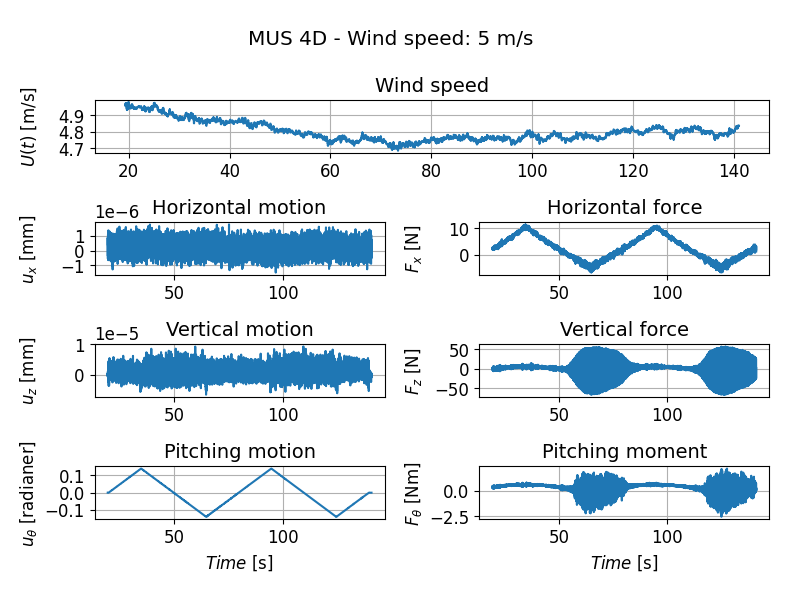 MUS 4D - Wind speed: 5 m/s
Wind speed
U(t) [m/s]
4.9
4.8
4.7
20 40 60 80 100 120 140
1e−6
Horizontal motion
Horizontal force
u_x [mm]
1
0
−1
50 100
F_x [N]
10
0
50 100
1e−5
Vertical motion
Vertical force
u_z [mm]
1
0
50 100
F_z [N]
50
0
−50
50 100
Pitching motion
Pitching moment
u_θ [radianer]
0.1
0.0
−0.1
50 100
Time [s]
F_θ [Nm]
0.0
−2.5
50 100
Time [s]